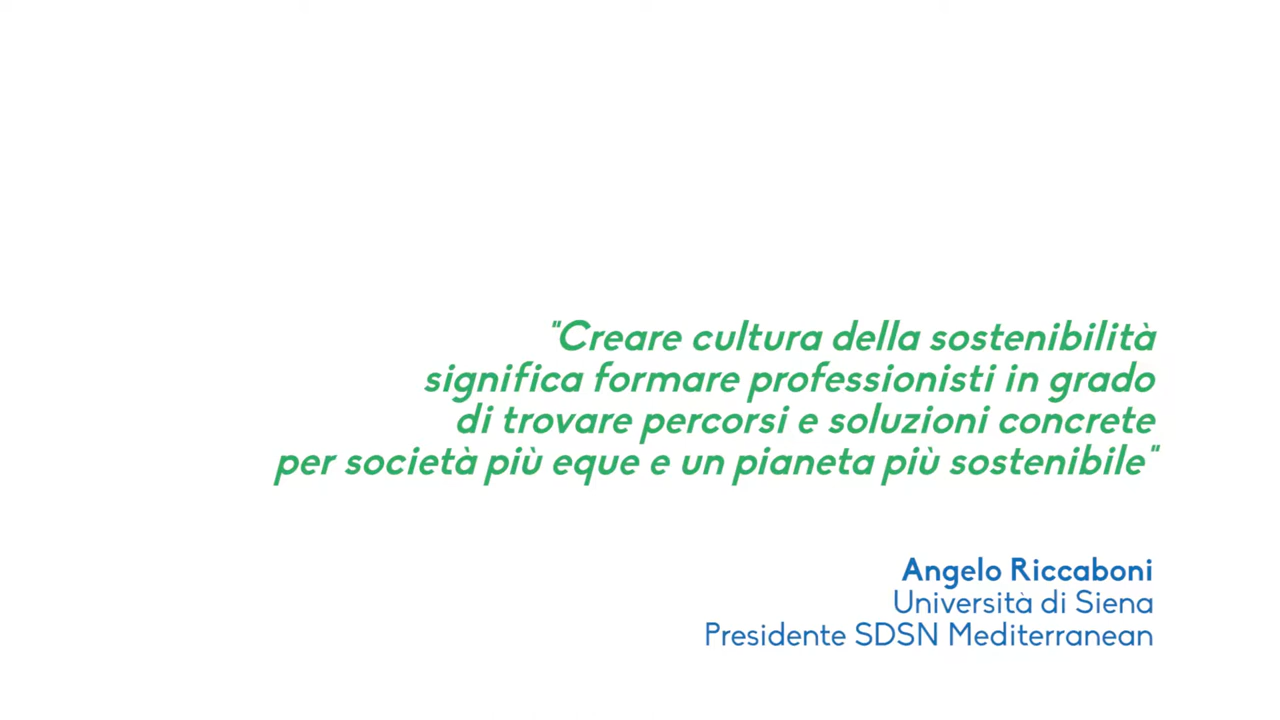 "Creare cultura della sostenibilità
significa formare professionisti in grado
di trovare percorsi e soluzioni concrete
per società più eque e un pianeta più sostenibile"
Angelo Riccaboni
Università di Siena
Presidente SDSN Mediterranean